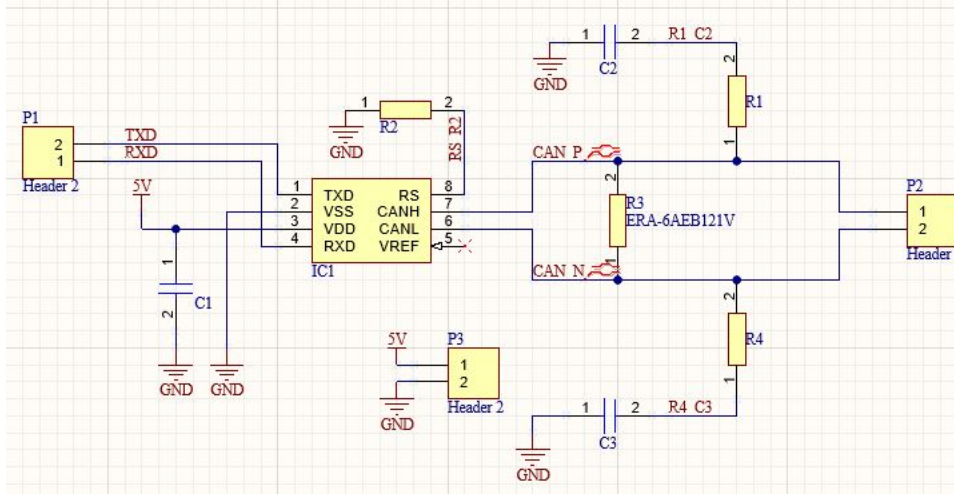 1
2
R1 C2
C2
GND
2
R1
1
P1
2
1
Header 2
TXD
RXD
1
2
R2
GND
RS R2
CAN P
5V
1
2
3
4
TXD
VSS
VDD
RXD
RS
CANH
CANL
VREF
8
7
6
5
IC1
2
R3
ERA-6AEB121V
1
CAN N
P2
1
2
Header
1
C1
2
GND
GND
5V
P3
1
2
Header 2
GND
2
R4
1
1
2
R4 C3
C3
GND